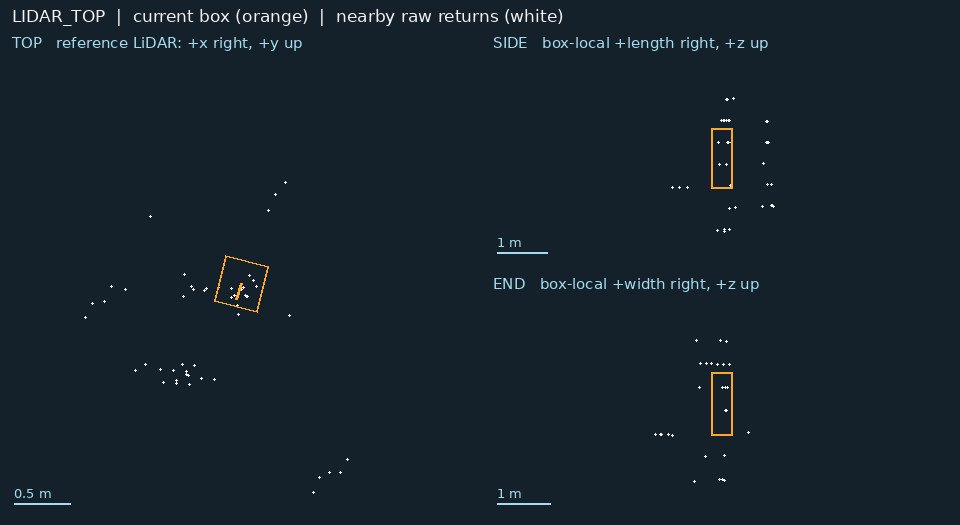 LIDAR_TOP | current box (orange) | nearby raw returns (white)
TOP reference LiDAR: +x right, +y up
SIDE box-local +length right, +z up
1 m
END box-local +width right, +z up
0.5 m
1 m